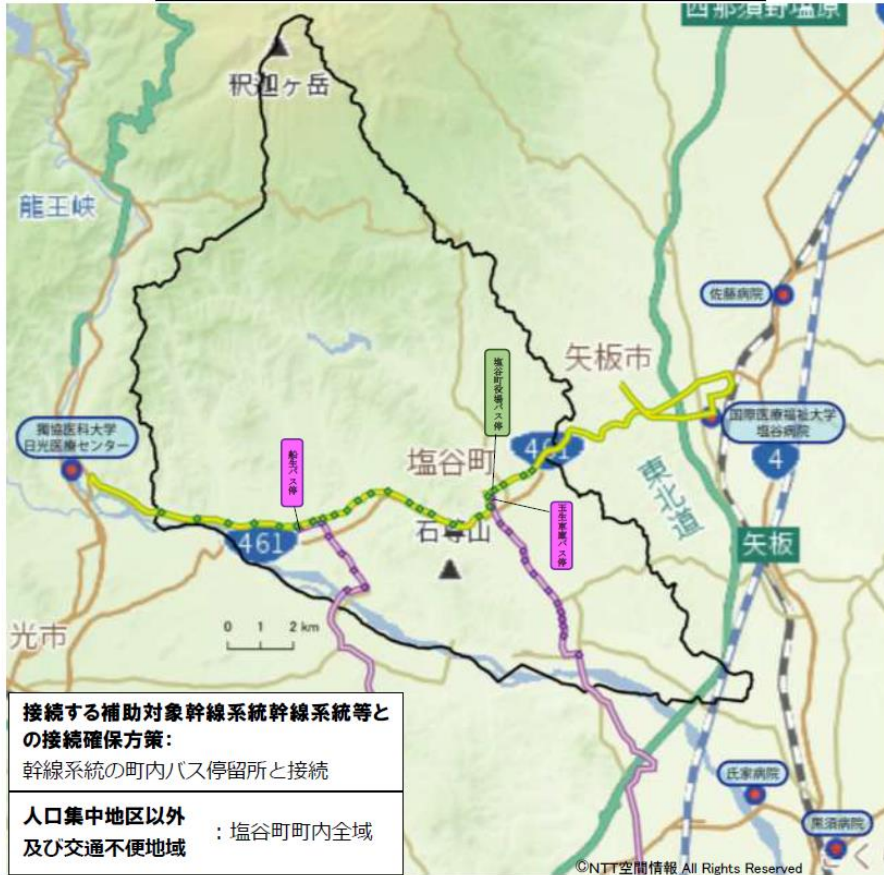 西那須野塩原
釈迦ヶ岳
龍王峡
佐藤病院
矢板市
塩谷町役場バス停
獨協医科大学
日光医療センター
国際医療福祉大学
塩谷病院
461
4
塩谷町
船生バス停
東北道
玉生車庫バス停
461
石尊山
矢板
0 1 2 km
光市
接続する補助対象幹線系統幹線系統等と
の接続確保方策:
幹線系統の町内バス停留所と接続
人口集中地区以外
及び交通不便地域
:塩谷町町内全域
氏家病院
黒須病院
さく
©NTT空間情報 All Rights Reserved